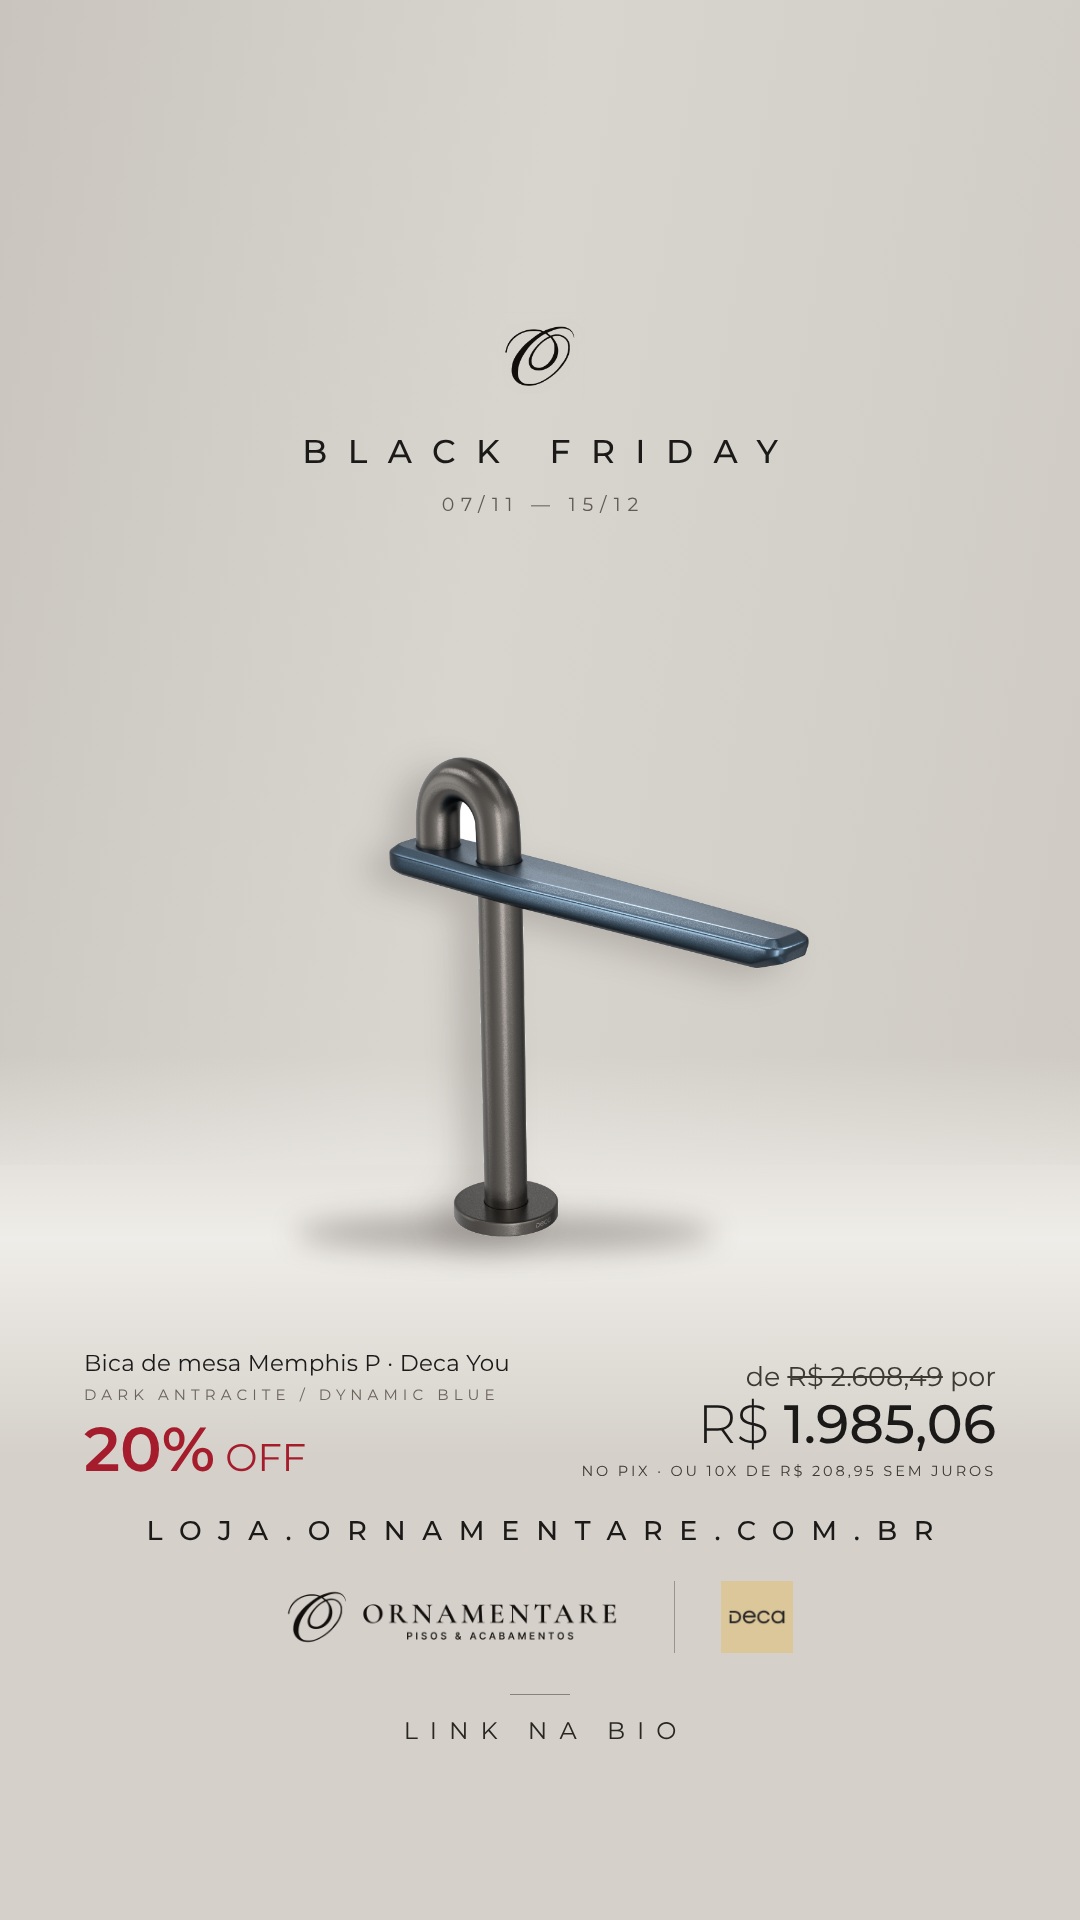 O
BLACK FRIDAY
07/11 — 15/12
Deca
Bica de mesa Memphis P · Deca You
DARK ANTRACITE / DYNAMIC BLUE
20% OFF
de R$ 2.608,49 por
R$ 1.985,06
NO PIX · OU 10X DE R$ 208,95 SEM JUROS
LOJA.ORNAMENTARE.COM.BR
O ORNAMENTARE
PISOS & ACABAMENTOS
Deca
LINK NA BIO